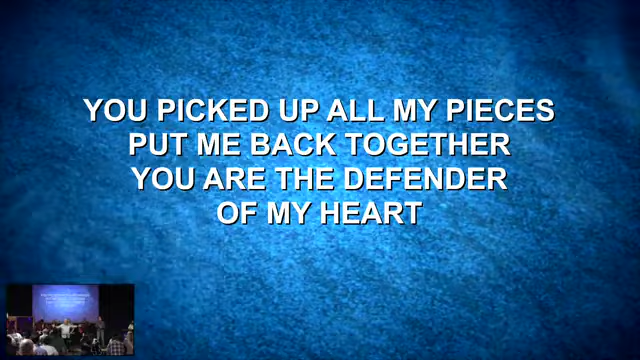 YOU PICKED UP ALL MY PIECES
PUT ME BACK TOGETHER
YOU ARE THE DEFENDER
OF MY HEART